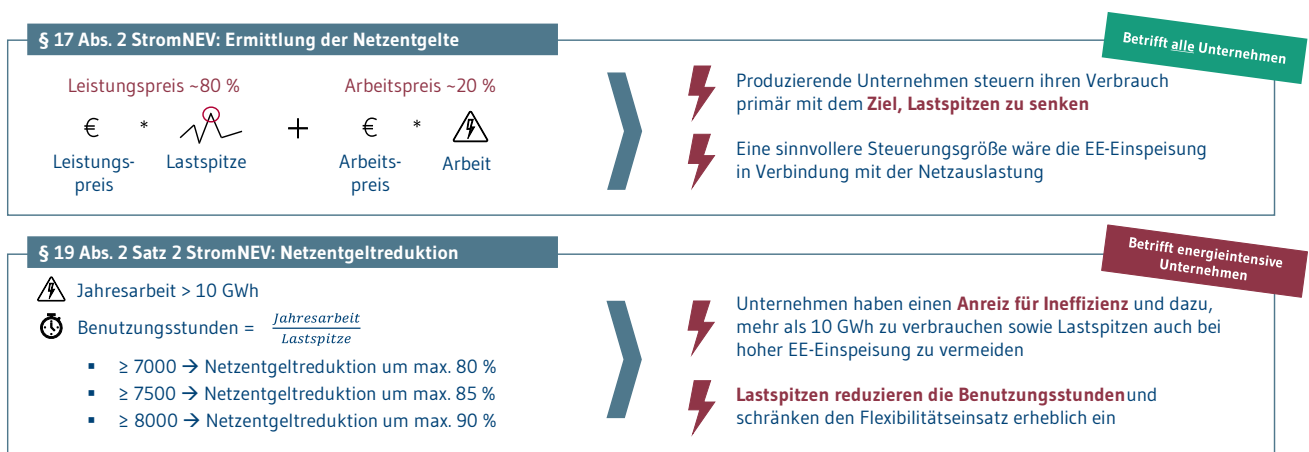 § 17 Abs. 2 StromNEV: Ermittlung der Netzentgelte
Betrifft alle Unternehmen
Leistungspreis ~80 %
Arbeitspreis ~20 %
€ * + € *
Leistungs-
preis
Lastspitze
Arbeits-
preis
Arbeit
Produzierende Unternehmen steuern ihren Verbrauch
primär mit dem Ziel, Lastspitzen zu senken
Eine sinnvollere Steuerungsgröße wäre die EE-Einspeisung
in Verbindung mit der Netzauslastung
§ 19 Abs. 2 Satz 2 StromNEV: Netzentgeltreduktion
Betrifft energieintensive
Unternehmen
Jahresarbeit > 10 GWh
Benutzungsstunden = Jahresarbeit
Lastspitze
▪ ≥ 7000 → Netzentgeltreduktion um max. 80 %
▪ ≥ 7500 → Netzentgeltreduktion um max. 85 %
▪ ≥ 8000 → Netzentgeltreduktion um max. 90 %
Unternehmen haben einen Anreiz für Ineffizienz und dazu,
mehr als 10 GWh zu verbrauchen sowie Lastspitzen auch bei
hoher EE-Einspeisung zu vermeiden
Lastspitzen reduzieren die Benutzungsstunden und
schränken den Flexibilitätseinsatz erheblich ein